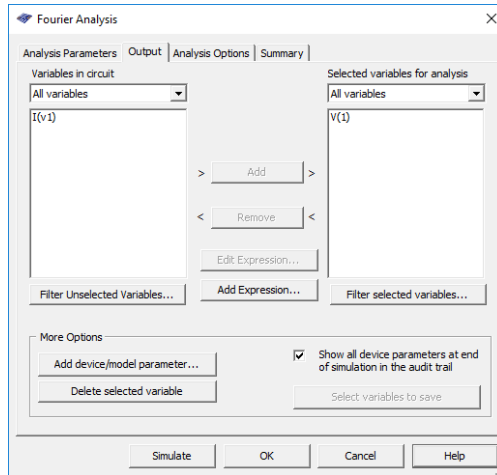 Fourier Analysis
Analysis Parameters Output Analysis Options Summary
Variables in circuit
All variables
I(v1)
Filter Unselected Variables...
> Add >
< Remove <
Edit Expression...
Add Expression...
Selected variables for analysis
All variables
V(1)
Filter selected variables...
More Options
Add device/model parameter...
Delete selected variable
Show all device parameters at end
of simulation in the audit trail
Select variables to save
Simulate OK Cancel Help